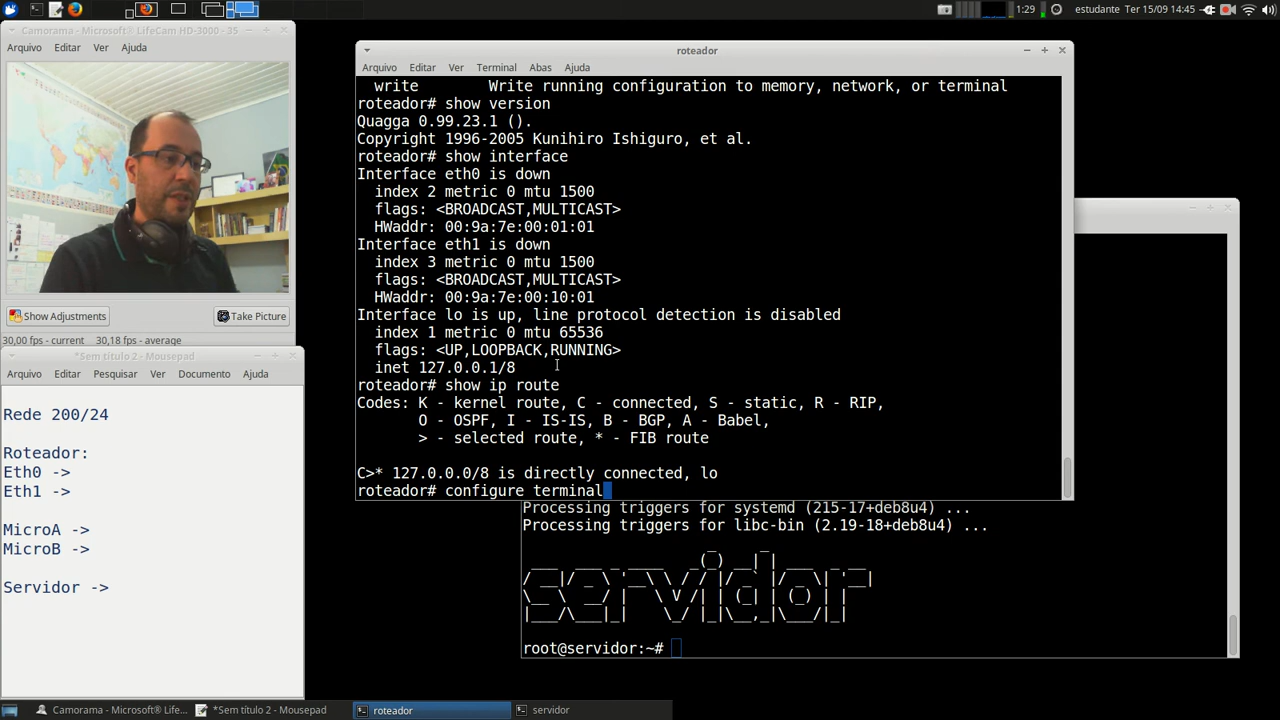 1:29 estudante Ter 15/09 14:45
Camorama - Microsoft® LifeCam HD-3000 - 35
Arquivo Editar Ver Ajuda
Show Adjustments Take Picture
30,00 fps - current 30,18 fps - average
*Sem título 2 - Mousepad
Arquivo Editar Pesquisar Ver Documento Ajuda
Rede 200/24
Roteador:
Eth0 ->
Eth1 ->
MicroA ->
MicroB ->
Servidor ->
roteador
Arquivo Editar Ver Terminal Abas Ajuda
write Write running configuration to memory, network, or terminal
roteador# show version
Quagga 0.99.23.1 ().
Copyright 1996-2005 Kunihiro Ishiguro, et al.
roteador# show interface
Interface eth0 is down
index 2 metric 0 mtu 1500
flags: <BROADCAST,MULTICAST>
HWaddr: 00:9a:7e:00:01:01
Interface eth1 is down
index 3 metric 0 mtu 1500
flags: <BROADCAST,MULTICAST>
HWaddr: 00:9a:7e:00:10:01
Interface lo is up, line protocol detection is disabled
index 1 metric 0 mtu 65536
flags: <UP,LOOPBACK,RUNNING>
inet 127.0.0.1/8
roteador# show ip route
Codes: K - kernel route, C - connected, S - static, R - RIP,
O - OSPF, I - IS-IS, B - BGP, A - Babel,
> - selected route, * - FIB route
C>* 127.0.0.0/8 is directly connected, lo
roteador# configure terminal
Processing triggers for systemd (215-17+deb8u4) ...
Processing triggers for libc-bin (2.19-18+deb8u4) ...
servidor
root@servidor:~#
Camorama - Microsoft® Life... *Sem título 2 - Mousepad roteador servidor